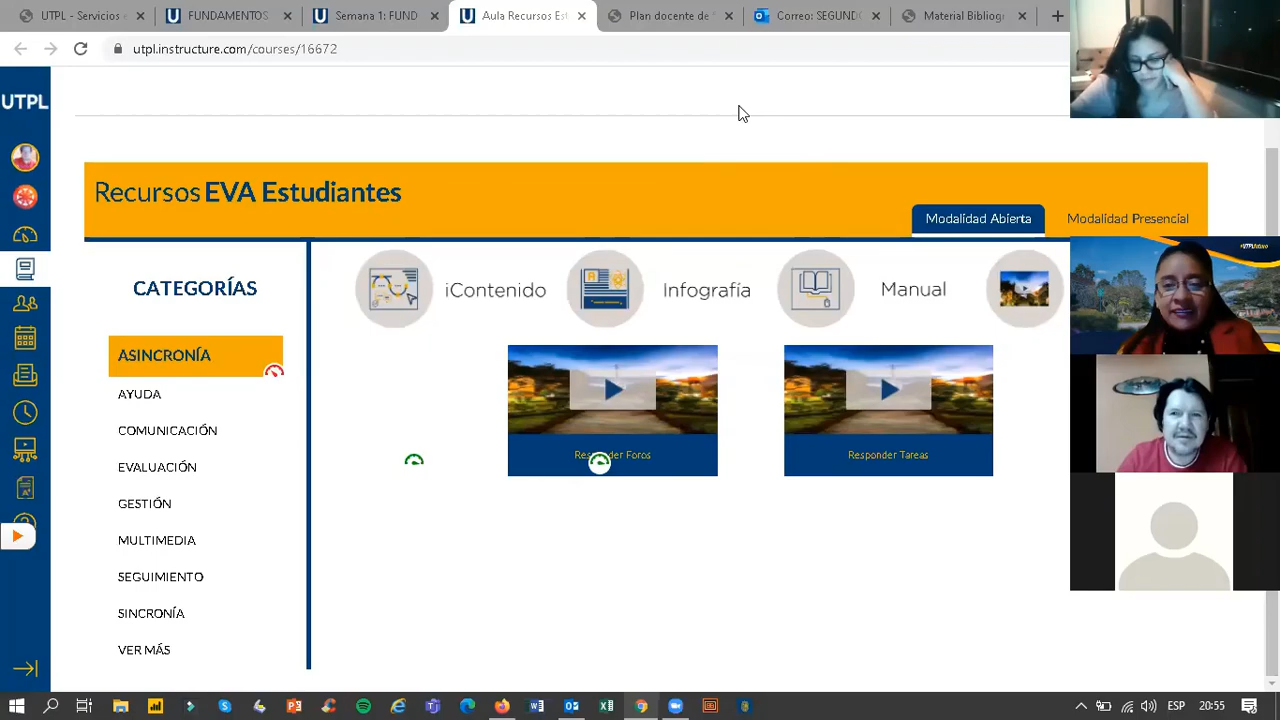 UTPL - Servicios e
FUNDAMENTOS
Semana 1: FUND
Aula Recursos Es
Plan docente de
Correo: SEGUND
Material Bibliog
utpl.instructure.com/courses/16672
UTPL
Recursos EVA Estudiantes
Modalidad Abierta
Modalidad Presencial
CATEGORÍAS
iContenido
Infografía
Manual
ASINCRONÍA
AYUDA
COMUNICACIÓN
EVALUACIÓN
GESTIÓN
MULTIMEDIA
SEGUIMIENTO
SINCRONÍA
VER MÁS
Responder Foros
Responder Tareas
ESP
20:55